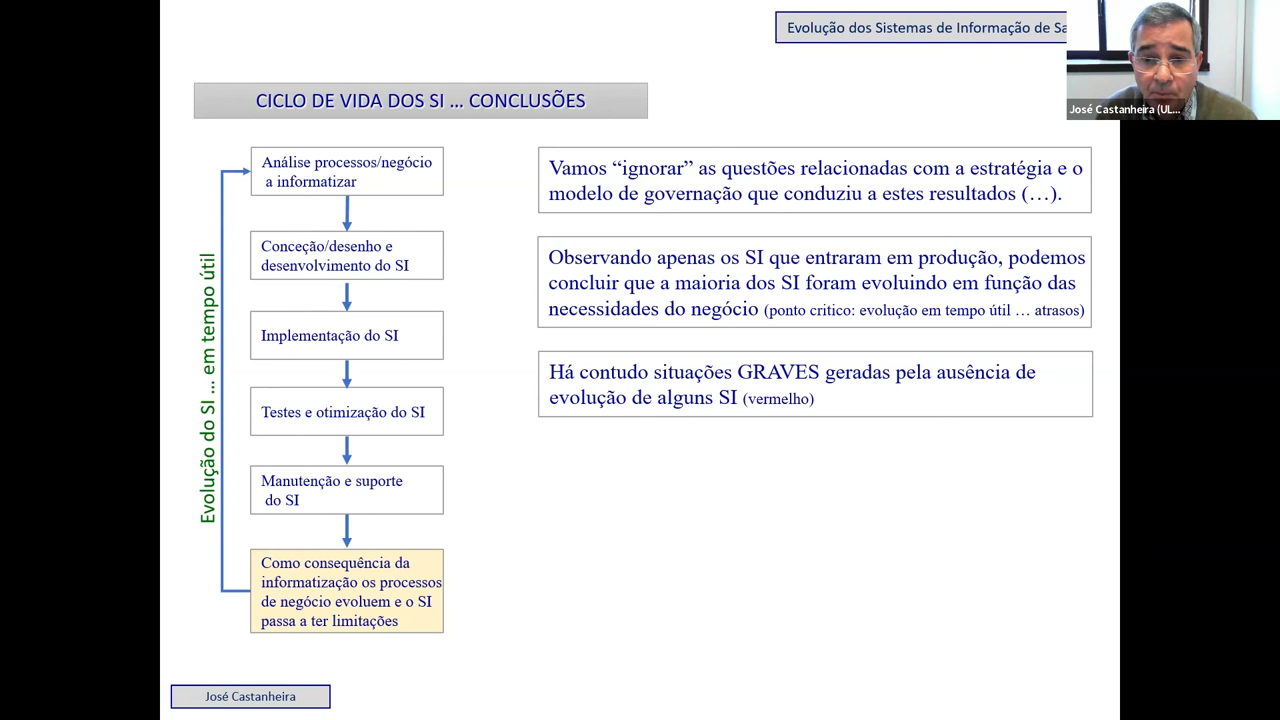 Evolução dos Sistemas de Informação de Sa
José Castanheira (UL...
CICLO DE VIDA DOS SI ... CONCLUSÕES
Análise processos/negócio
a informatizar
Conceção/desenho e
desenvolvimento do SI
Implementação do SI
Testes e otimização do SI
Manutenção e suporte
do SI
Como consequência da
informatização os processos
de negócio evoluem e o SI
passa a ter limitações
Evolução do SI ... em tempo útil
Vamos “ignorar” as questões relacionadas com a estratégia e o
modelo de governação que conduziu a estes resultados (…).
Observando apenas os SI que entraram em produção, podemos
concluir que a maioria dos SI foram evoluindo em função das
necessidades do negócio (ponto critico: evolução em tempo útil … atrasos)
Há contudo situações GRAVES geradas pela ausência de
evolução de alguns SI (vermelho)
José Castanheira